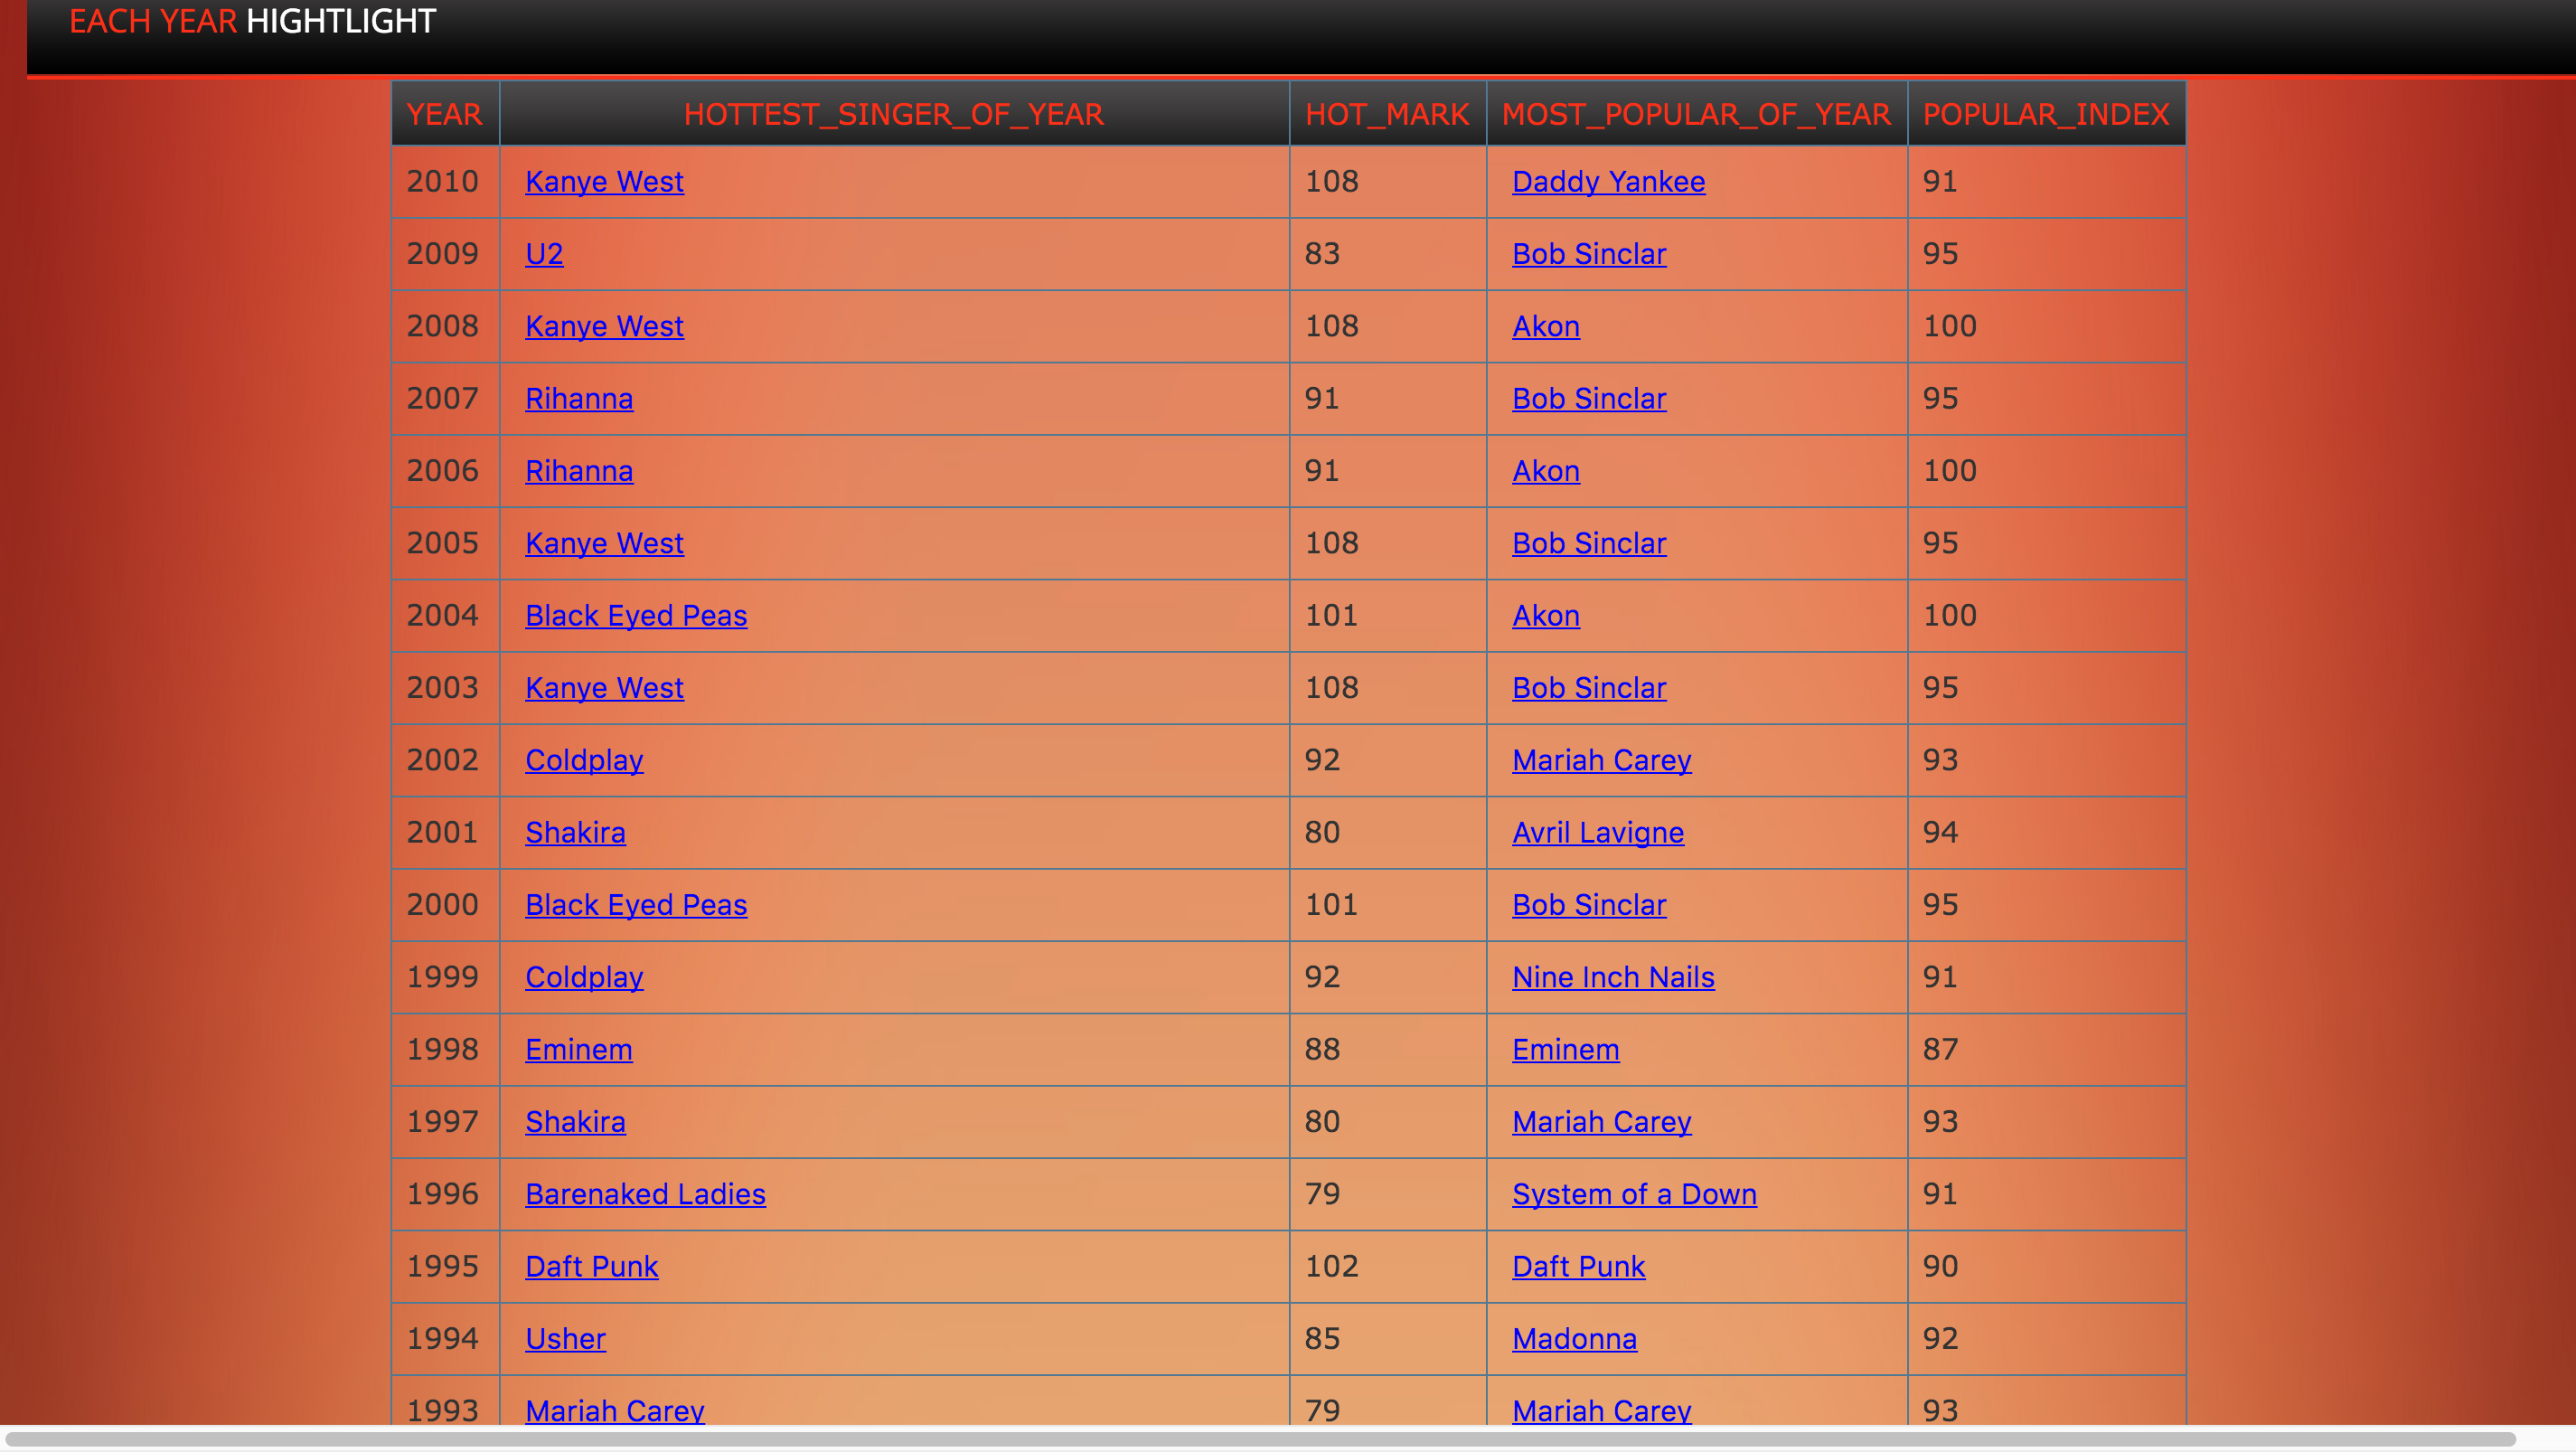 EACH YEAR HIGHTLIGHT
YEAR HOTTEST_SINGER_OF_YEAR HOT_MARK MOST_POPULAR_OF_YEAR POPULAR_INDEX
2010 Kanye West 108 Daddy Yankee 91
2009 U2 83 Bob Sinclar 95
2008 Kanye West 108 Akon 100
2007 Rihanna 91 Bob Sinclar 95
2006 Rihanna 91 Akon 100
2005 Kanye West 108 Bob Sinclar 95
2004 Black Eyed Peas 101 Akon 100
2003 Kanye West 108 Bob Sinclar 95
2002 Coldplay 92 Mariah Carey 93
2001 Shakira 80 Avril Lavigne 94
2000 Black Eyed Peas 101 Bob Sinclar 95
1999 Coldplay 92 Nine Inch Nails 91
1998 Eminem 88 Eminem 87
1997 Shakira 80 Mariah Carey 93
1996 Barenaked Ladies 79 System of a Down 91
1995 Daft Punk 102 Daft Punk 90
1994 Usher 85 Madonna 92
1993 Mariah Carey 79 Mariah Carey 93